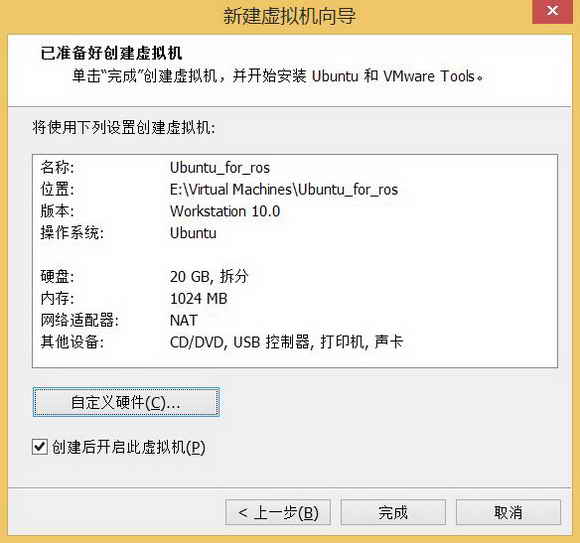 新建虚拟机向导
已准备好创建虚拟机
单击“完成”创建虚拟机，并开始安装 Ubuntu 和 VMware Tools。
将使用下列设置创建虚拟机:
名称: Ubuntu_for_ros
位置: E:\Virtual Machines\Ubuntu_for_ros
版本: Workstation 10.0
操作系统: Ubuntu
硬盘: 20 GB, 拆分
内存: 1024 MB
网络适配器: NAT
其他设备: CD/DVD, USB 控制器, 打印机, 声卡
自定义硬件(C)...
创建后开启此虚拟机(P)
< 上一步(B) 完成 取消